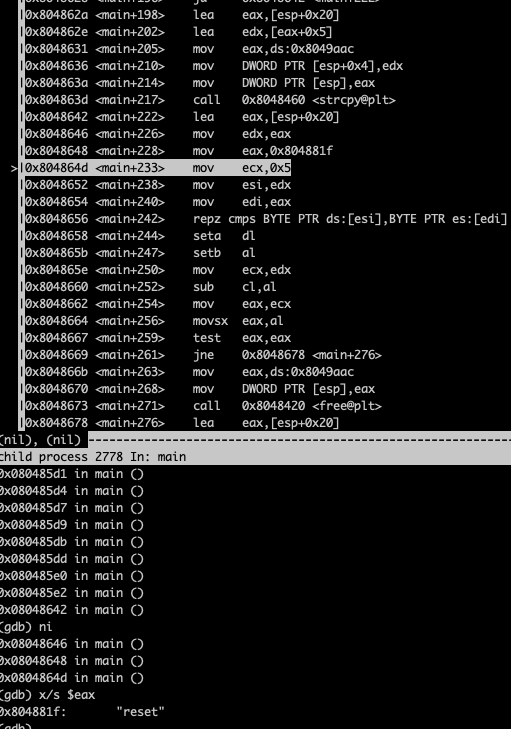 |0x804862a <main+198> lea eax,[esp+0x20]
|0x804862e <main+202> lea edx,[eax+0x5]
|0x8048631 <main+205> mov eax,ds:0x8049aac
|0x8048636 <main+210> mov DWORD PTR [esp+0x4],edx
|0x804863a <main+214> mov DWORD PTR [esp],eax
|0x804863d <main+217> call 0x8048460 <strcpy@plt>
|0x8048642 <main+222> lea eax,[esp+0x20]
|0x8048646 <main+226> mov edx,eax
|0x8048648 <main+228> mov eax,0x804881f
>|0x804864d <main+233> mov ecx,0x5
|0x8048652 <main+238> mov esi,edx
|0x8048654 <main+240> mov edi,eax
|0x8048656 <main+242> repz cmps BYTE PTR ds:[esi],BYTE PTR es:[edi]
|0x8048658 <main+244> seta dl
|0x804865b <main+247> setb al
|0x804865e <main+250> mov ecx,edx
|0x8048660 <main+252> sub cl,al
|0x8048662 <main+254> mov eax,ecx
|0x8048664 <main+256> movsx eax,al
|0x8048667 <main+259> test eax,eax
|0x8048669 <main+261> jne 0x8048678 <main+276>
|0x804866b <main+263> mov eax,ds:0x8049aac
|0x8048670 <main+268> mov DWORD PTR [esp],eax
|0x8048673 <main+271> call 0x8048420 <free@plt>
|0x8048678 <main+276> lea eax,[esp+0x20]
(nil), (nil)
child process 2778 In: main
0x080485d1 in main ()
0x080485d4 in main ()
0x080485d7 in main ()
0x080485d9 in main ()
0x080485db in main ()
0x080485dd in main ()
0x080485e0 in main ()
0x080485e2 in main ()
0x08048642 in main ()
(gdb) ni
0x08048646 in main ()
0x08048648 in main ()
0x0804864d in main ()
(gdb) x/s $eax
0x804881f: "reset"
(gdb)